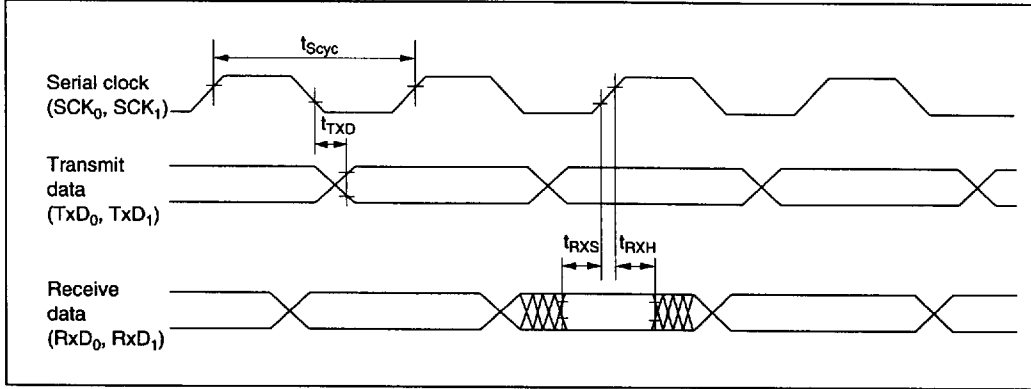 tScyc
Serial clock
(SCK0, SCK1)
tTXD
Transmit
data
(TxD0, TxD1)
tRXS tRXH
Receive
data
(RxD0, RxD1)